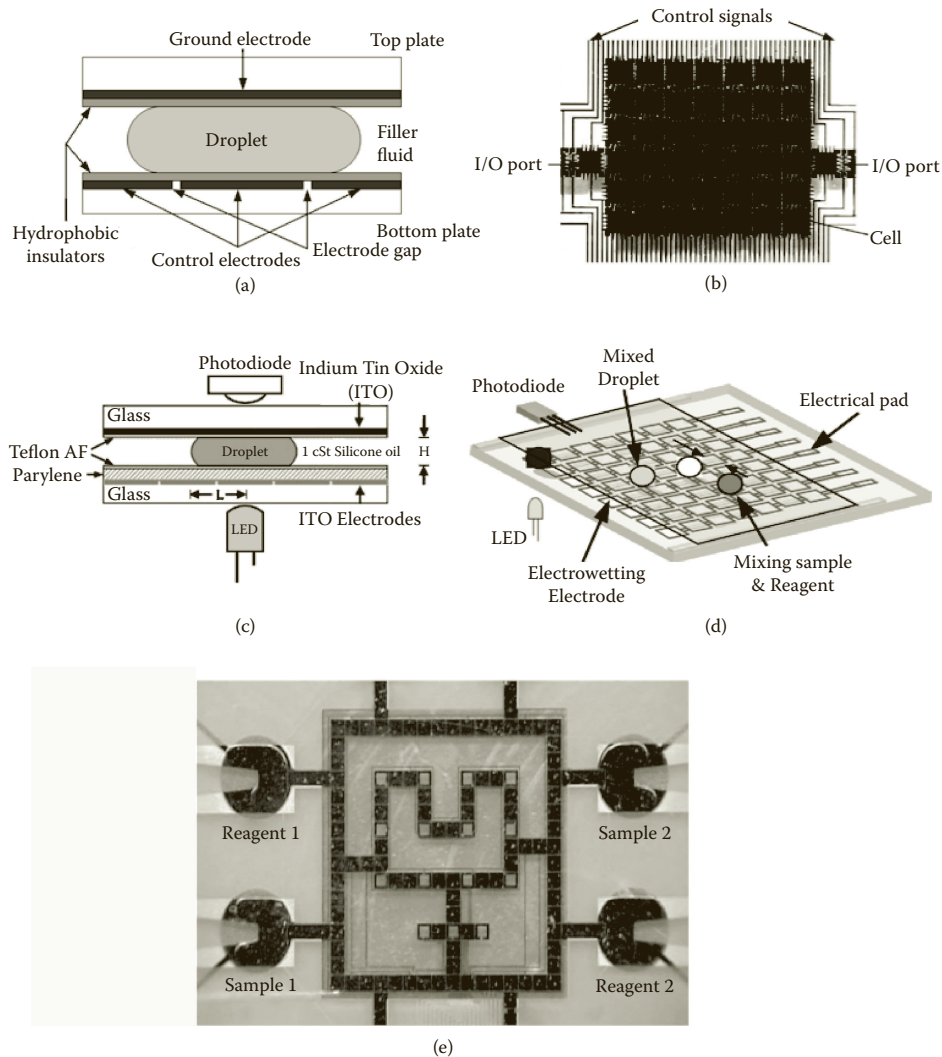 Ground electrode
Top plate
Droplet
Filler
fluid
Hydrophobic
insulators
Control electrodes
Electrode gap
Bottom plate
(a)
Control signals
I/O port
I/O port
Cell
(b)
Photodiode
Indium Tin Oxide
(ITO)
Glass
Teflon AF
Droplet
1 cSt Silicone oil
H
Parylene
Glass
L
ITO Electrodes
LED
(c)
Mixed
Droplet
Photodiode
Electrical pad
LED
Electrowetting
Electrode
Mixing sample
& Reagent
(d)
Reagent 1
Sample 2
Sample 1
Reagent 2
(e)